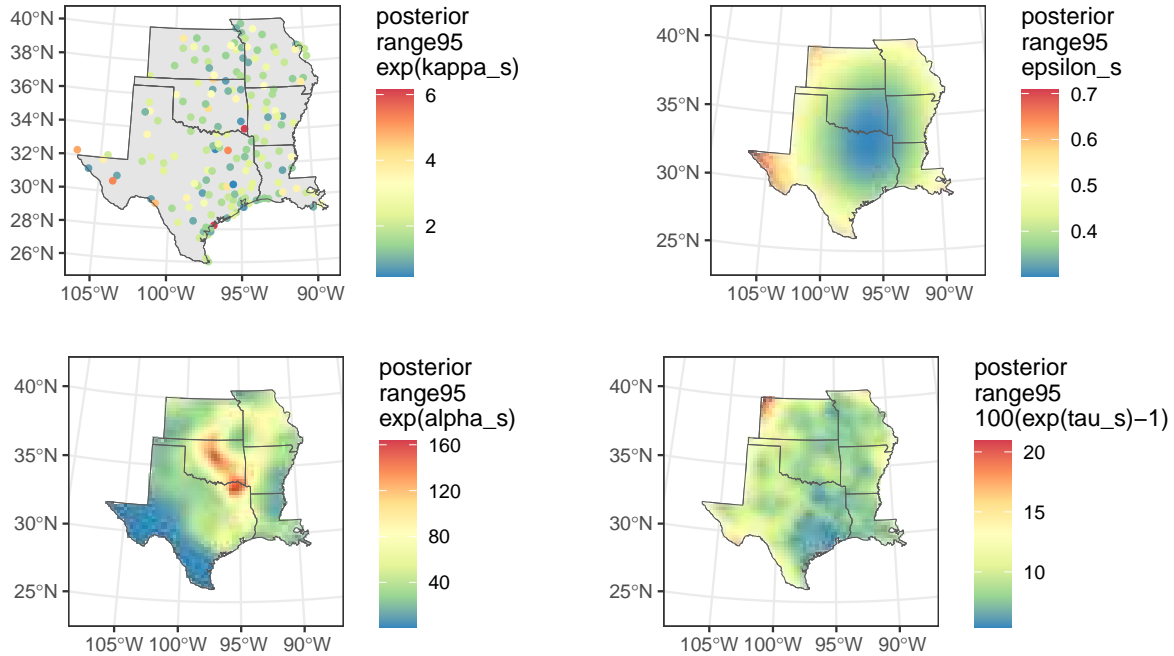 posterior
range95
exp(kappa_s)
40°N
38°N
36°N
34°N
32°N
30°N
28°N
26°N
6
4
2
105°W 100°W 95°W 90°W
posterior
range95
epsilon_s
40°N
35°N
30°N
25°N
0.7
0.6
0.5
0.4
105°W 100°W 95°W 90°W
posterior
range95
exp(alpha_s)
40°N
35°N
30°N
25°N
160
120
80
40
105°W 100°W 95°W 90°W
posterior
range95
100(exp(tau_s)−1)
40°N
35°N
30°N
25°N
20
15
10
105°W 100°W 95°W 90°W